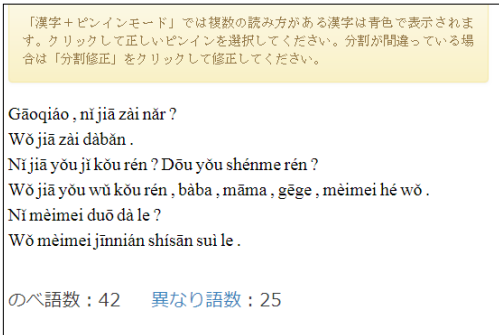 「漢字＋ピンインモード」では複数の読み方がある漢字は青色で表示されま
す。クリックして正しいピンインを選択してください。分割が間違っている場
合は「分割修正」をクリックして修正してください。
Gāoqiáo , nǐ jiā zài nǎr ?
Wǒ jiā zài dàbǎn .
Nǐ jiā yǒu jǐ kǒu rén ? Dōu yǒu shénme rén ?
Wǒ jiā yǒu wǔ kǒu rén , bàba , māma , gēge , mèimei hé wǒ .
Nǐ mèimei duō dà le ?
Wǒ mèimei jīnnián shísān suì le .
のべ語数：42 異なり語数：25